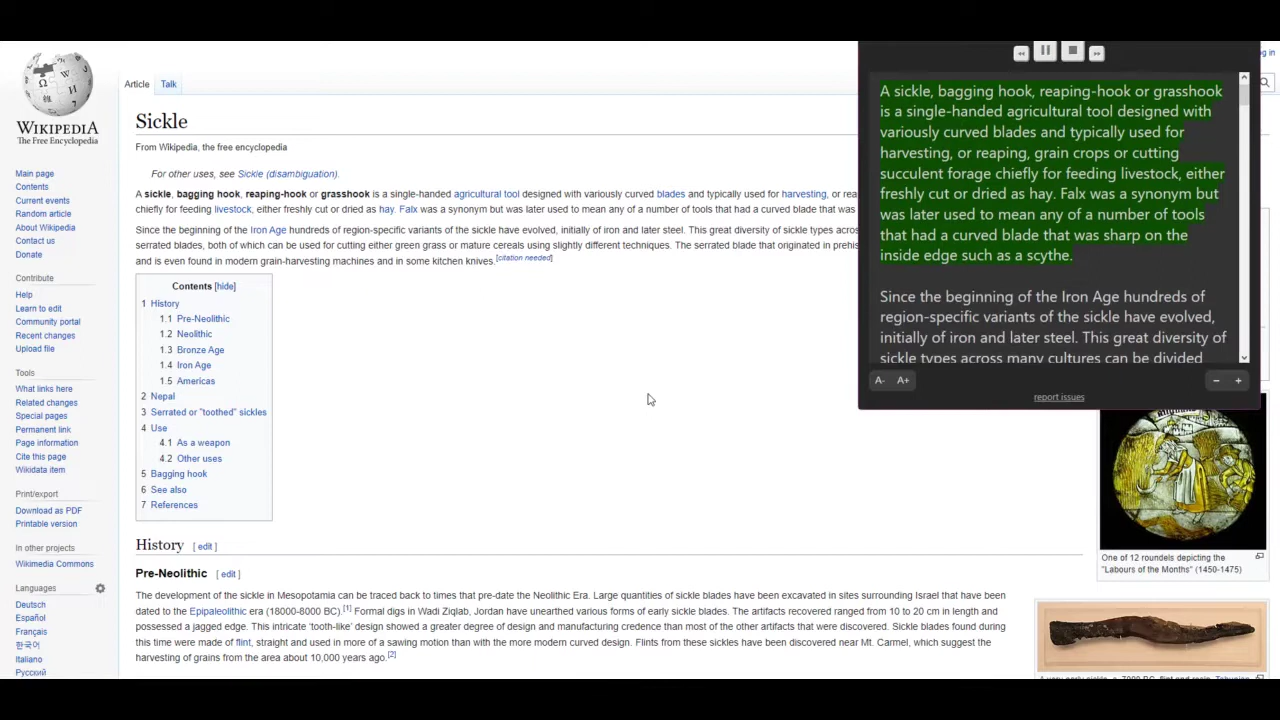 WIKIPEDIA
The Free Encyclopedia
Main page
Contents
Current events
Random article
About Wikipedia
Contact us
Donate
Contribute
Help
Learn to edit
Community portal
Recent changes
Upload file
Tools
What links here
Related changes
Special pages
Permanent link
Page information
Cite this page
Wikidata item
Print/export
Download as PDF
Printable version
In other projects
Wikimedia Commons
Languages
Deutsch
Español
Français
한국어
Italiano
Русский
Article Talk
in
Sickle
From Wikipedia, the free encyclopedia
For other uses, see Sickle (disambiguation).
A sickle, bagging hook, reaping-hook or grasshook is a single-handed agricultural tool designed with variously curved blades and typically used for harvesting, or rea
chiefly for feeding livestock, either freshly cut or dried as hay. Falx was a synonym but was later used to mean any of a number of tools that had a curved blade that was
Since the beginning of the Iron Age hundreds of region-specific variants of the sickle have evolved, initially of iron and later steel. This great diversity of sickle types across
serrated blades, both of which can be used for cutting either green grass or mature cereals using slightly different techniques. The serrated blade that originated in prehis
and is even found in modern grain-harvesting machines and in some kitchen knives.[citation needed]
Contents [hide]
1 History
1.1 Pre-Neolithic
1.2 Neolithic
1.3 Bronze Age
1.4 Iron Age
1.5 Americas
2 Nepal
3 Serrated or "toothed" sickles
4 Use
4.1 As a weapon
4.2 Other uses
5 Bagging hook
6 See also
7 References
History [ edit ]
Pre-Neolithic [ edit ]
The development of the sickle in Mesopotamia can be traced back to times that pre-date the Neolithic Era. Large quantities of sickle blades have been excavated in sites surrounding Israel that have been
dated to the Epipaleolithic era (18000-8000 BC).[1] Formal digs in Wadi Ziqlab, Jordan have unearthed various forms of early sickle blades. The artifacts recovered ranged from 10 to 20 cm in length and
possessed a jagged edge. This intricate 'tooth-like' design showed a greater degree of design and manufacturing credence than most of the other artifacts that were discovered. Sickle blades found during
this time were made of flint, straight and used in more of a sawing motion than with the more modern curved design. Flints from these sickles have been discovered near Mt. Carmel, which suggest the
harvesting of grains from the area about 10,000 years ago.[2]
A sickle, bagging hook, reaping-hook or grasshook
is a single-handed agricultural tool designed with
variously curved blades and typically used for
harvesting, or reaping, grain crops or cutting
succulent forage chiefly for feeding livestock, either
freshly cut or dried as hay. Falx was a synonym but
was later used to mean any of a number of tools
that had a curved blade that was sharp on the
inside edge such as a scythe.
Since the beginning of the Iron Age hundreds of
region-specific variants of the sickle have evolved,
initially of iron and later steel. This great diversity of
sickle types across many cultures can be divided
A- A+ − +
report issues
One of 12 roundels depicting the
"Labours of the Months" (1450-1475)